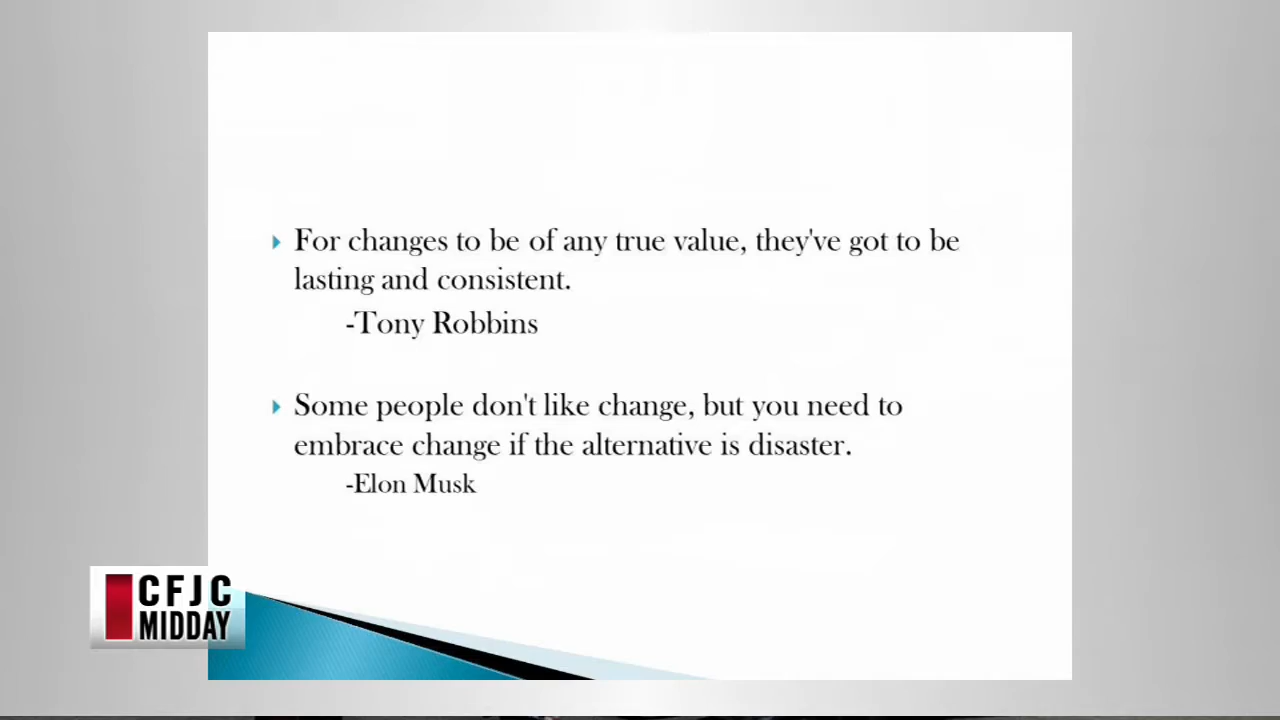 For changes to be of any true value, they've got to be
lasting and consistent.
-Tony Robbins
Some people don't like change, but you need to
embrace change if the alternative is disaster.
-Elon Musk
CFJC
MIDDAY